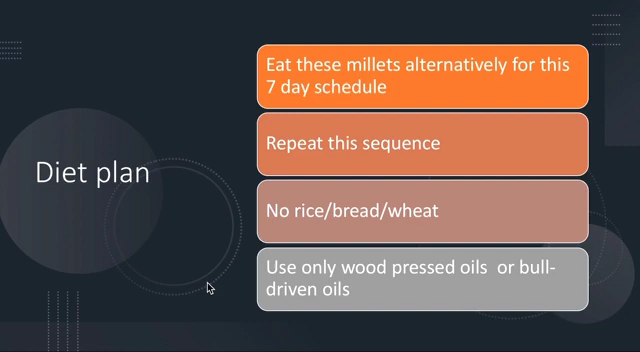 Diet plan
Eat these millets alternatively for this
7 day schedule
Repeat this sequence
No rice/bread/wheat
Use only wood pressed oils  or bull-
driven oils